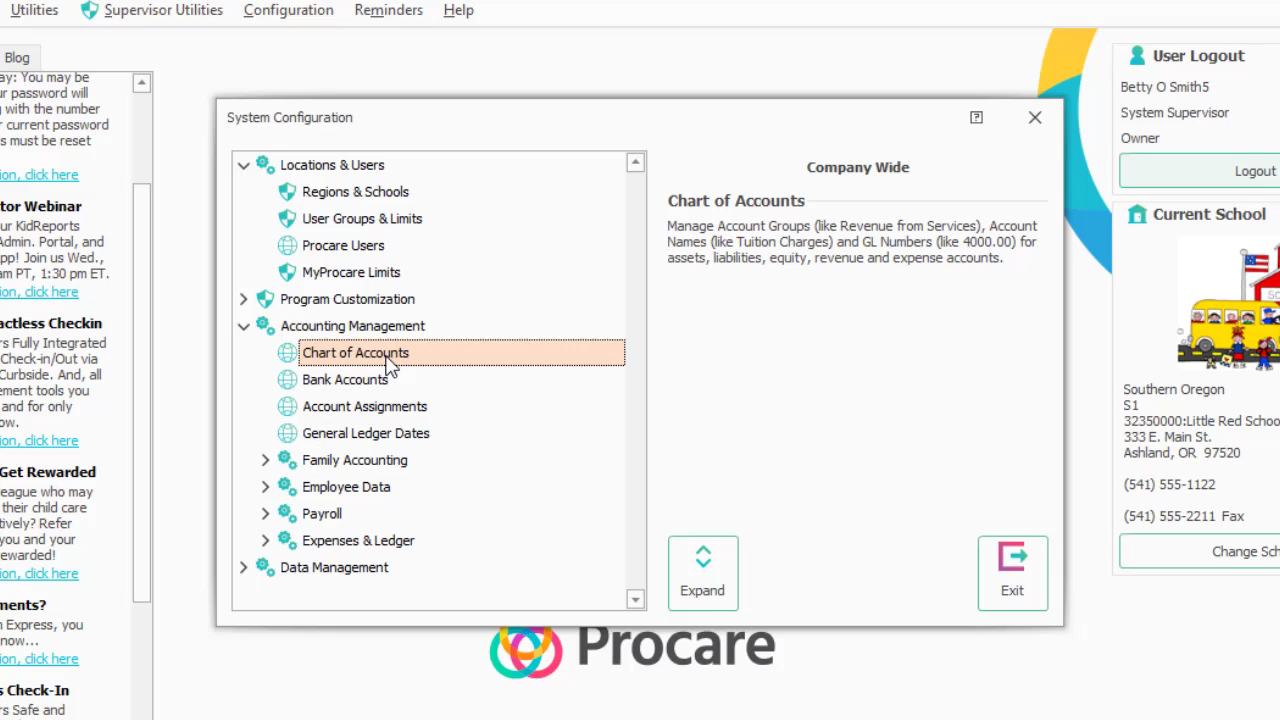 Utilities
Supervisor Utilities
Configuration
Reminders
Help
Blog
ay: You may be
ur password will
g with the number
r current password
s must be reset
ion, click here
tor Webinar
ur KidReports
Admin. Portal, and
pp! Join us Wed.,
am PT, 1:30 pm ET.
ion, click here
actless Checkin
rs Fully Integrated
Check-in/Out via
Curbside. And, all
ement tools you
and for only
ow.
ion, click here
Get Rewarded
league who may
their child care
tively? Refer
you and your
ewarded!
ion, click here
ments?
n Express, you
now...
ion, click here
s Check-In
rs Safe and
System Configuration
Locations & Users
Regions & Schools
User Groups & Limits
Procare Users
MyProcare Limits
Program Customization
Accounting Management
Chart of Accounts
Bank Accounts
Account Assignments
General Ledger Dates
Family Accounting
Employee Data
Payroll
Expenses & Ledger
Data Management
Company Wide
Chart of Accounts
Manage Account Groups (like Revenue from Services), Account
Names (like Tuition Charges) and GL Numbers (like 4000.00) for
assets, liabilities, equity, revenue and expense accounts.
Expand
Exit
Procare
User Logout
Betty O Smith5
System Supervisor
Owner
Logout
Current School
Southern Oregon
S1
32350000:Little Red Schoo
333 E. Main St.
Ashland, OR 97520
(541) 555-1122
(541) 555-2211 Fax
Change Sch